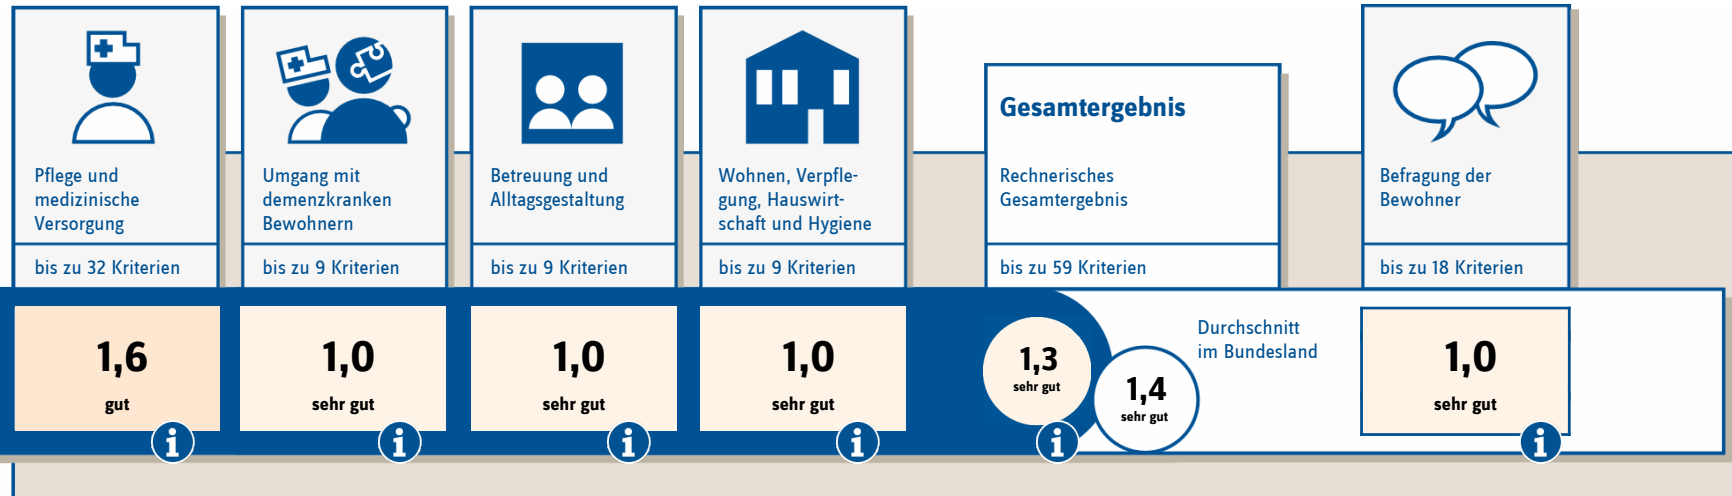 Pflege und
medizinische
Versorgung
bis zu 32 Kriterien
1,6
gut
Umgang mit
demenzkranken
Bewohnern
bis zu 9 Kriterien
1,0
sehr gut
Betreuung und
Alltagsgestaltung
bis zu 9 Kriterien
1,0
sehr gut
Wohnen, Verpfle-
gung, Hauswirt-
schaft und Hygiene
bis zu 9 Kriterien
1,0
sehr gut
Gesamtergebnis
Rechnerisches
Gesamtergebnis
bis zu 59 Kriterien
1,3
sehr gut
1,4
sehr gut
Durchschnitt
im Bundesland
Befragung der
Bewohner
bis zu 18 Kriterien
1,0
sehr gut